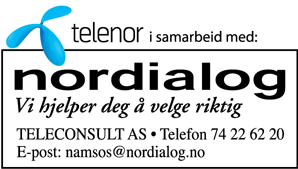 telenor i samarbeid med:
nordialog
Vi hjelper deg å velge riktig
TELECONSULT AS • Telefon 74 22 62 20
E-post: namsos@nordialog.no